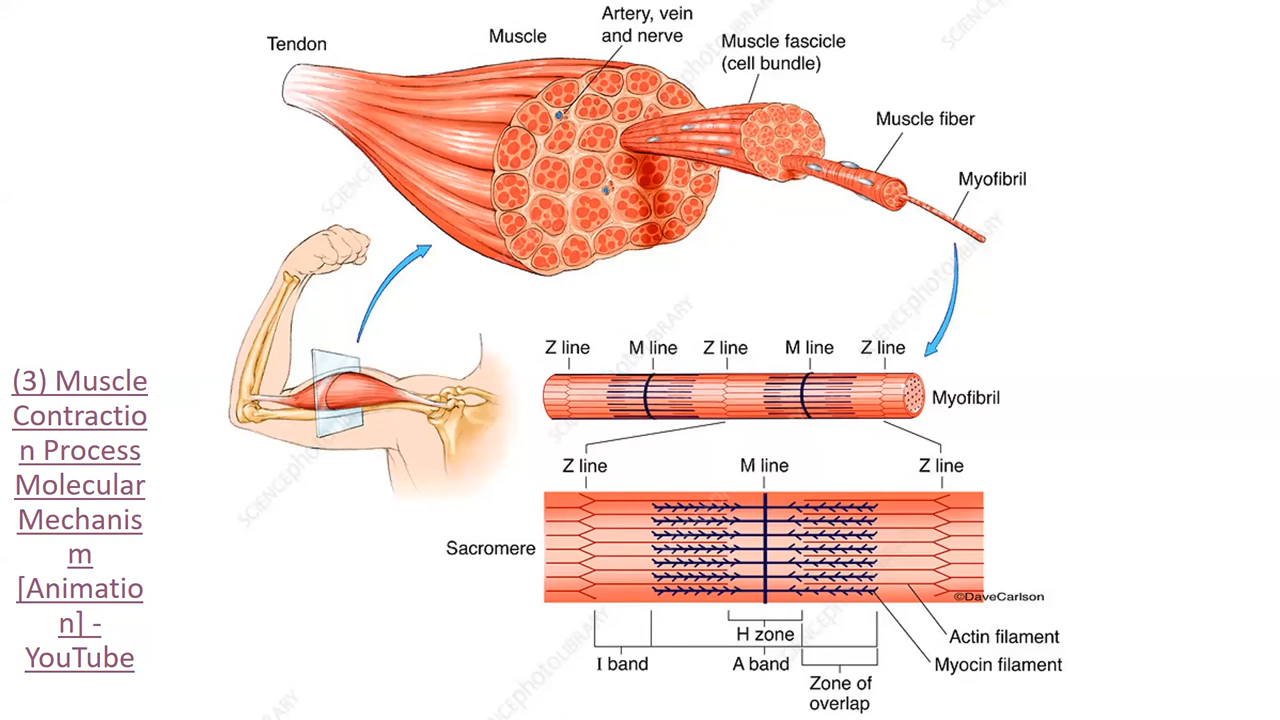 Artery, vein
and nerve
Tendon
Muscle
Muscle fascicle
(cell bundle)
Muscle fiber
Myofibril
(3) Muscle
Contractio
n Process
Molecular
Mechanis
m
[Animatio
n] -
YouTube
Z line
M line
Z line
M line
Z line
Myofibril
Z line
M line
Z line
Sacromere
©DaveCarlson
H zone
Actin filament
I band
A band
Myocin filament
Zone of
overlap
SCIENCEphotoLIBRARY